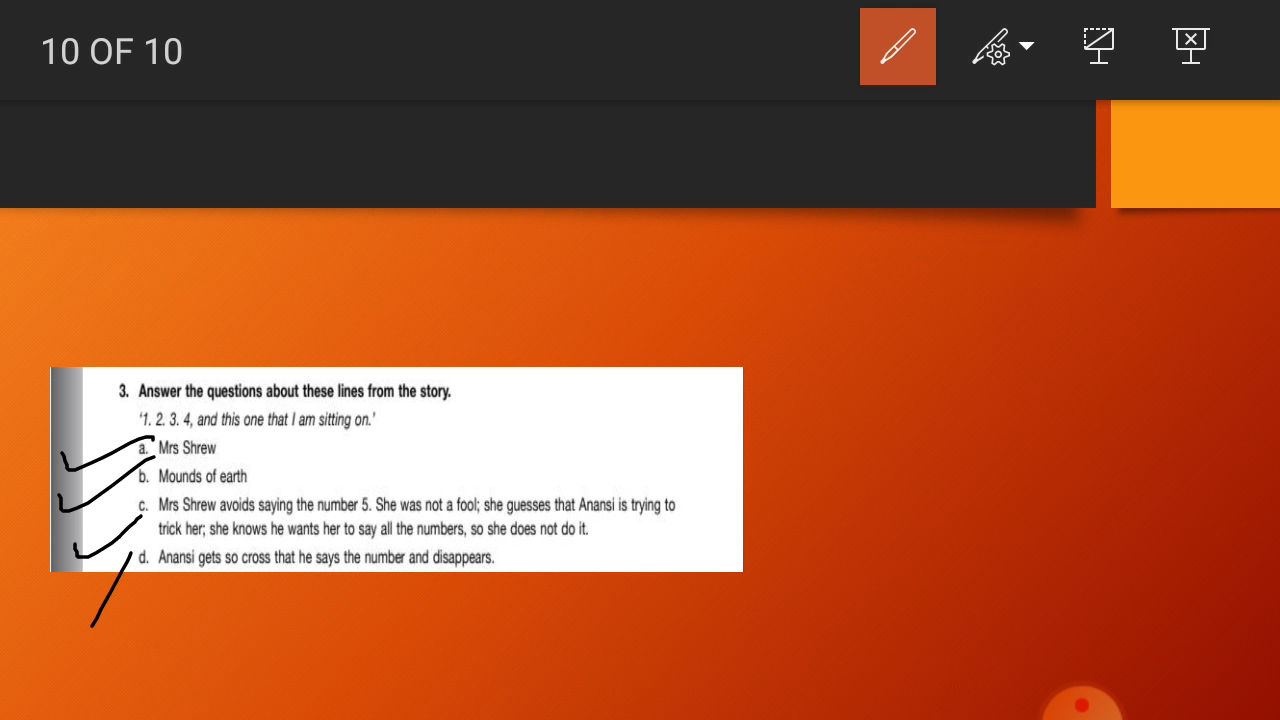 10 OF 10
3. Answer the questions about these lines from the story.
'1. 2. 3. 4, and this one that I am sitting on.'
a. Mrs Shrew
b. Mounds of earth
c. Mrs Shrew avoids saying the number 5. She was not a fool; she guesses that Anansi is trying to
trick her; she knows he wants her to say all the numbers, so she does not do it.
d. Anansi gets so cross that he says the number and disappears.